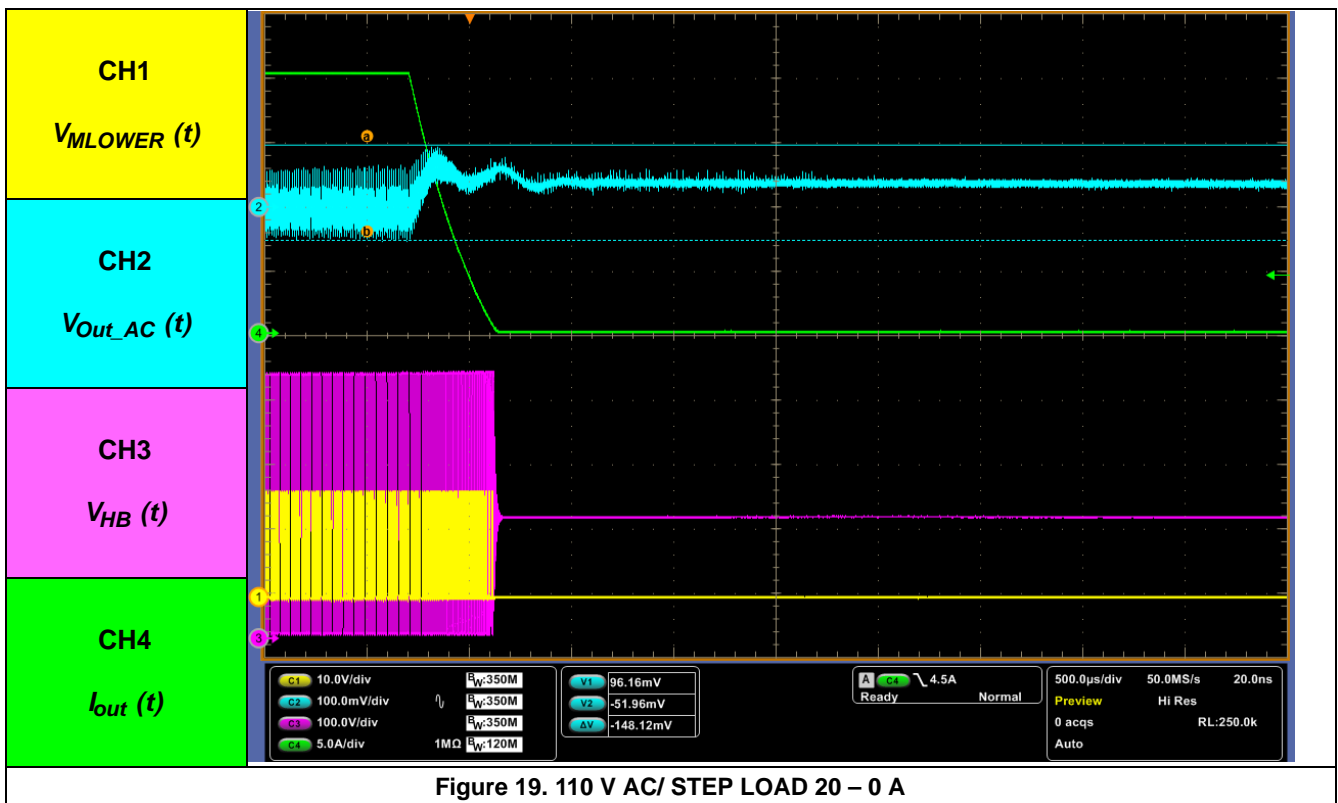 CH1
VMLOWER (t)
CH2
VOut_AC (t)
CH3
VHB (t)
CH4
Iout (t)
a
b
2
4
1
3
C1 10.0V/div BW:350M
C2 100.0mV/div BW:350M
C3 100.0V/div BW:350M
C4 5.0A/div 1MΩ BW:120M
V1 96.16mV
V2 -51.96mV
ΔV -148.12mV
A C4 4.5A
Ready Normal
500.0µs/div 50.0MS/s 20.0ns
Preview Hi Res
0 acqs RL:250.0k
Auto
Figure 19. 110 V AC/ STEP LOAD 20 – 0 A